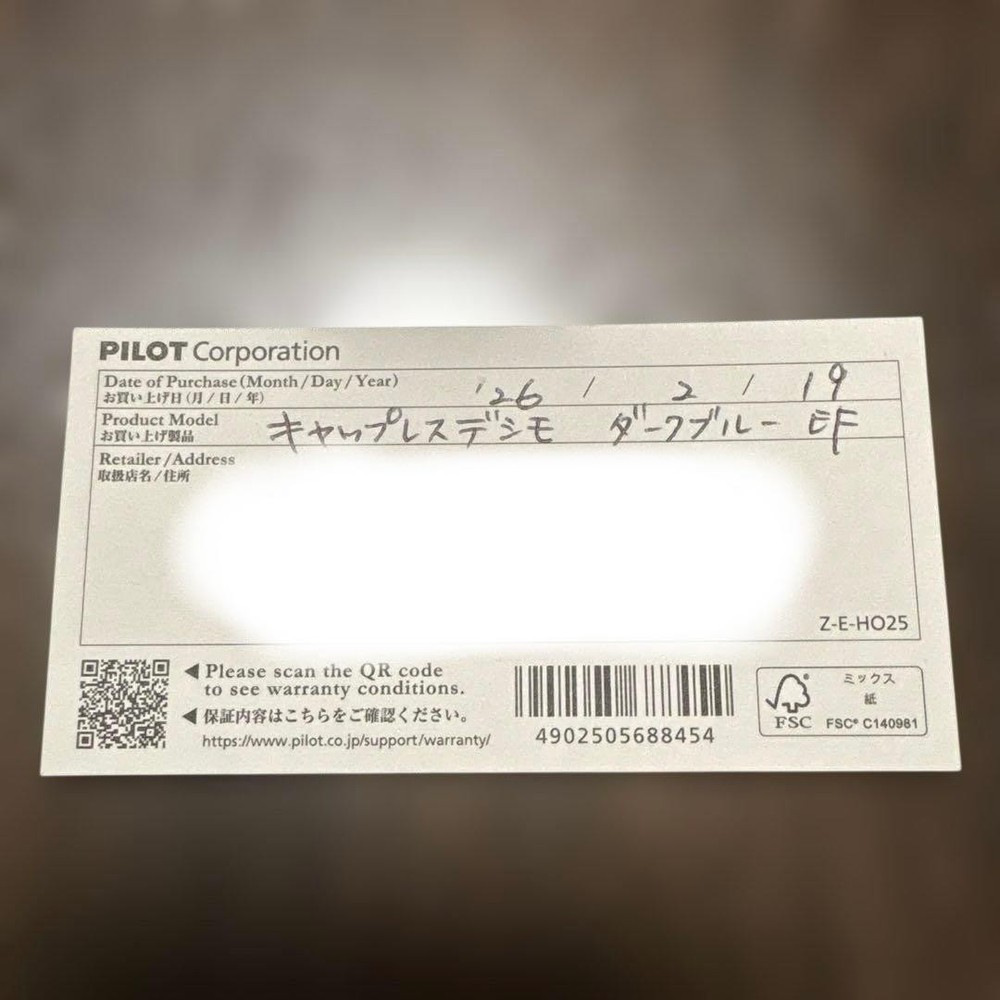 PILOT Corporation
Date of Purchase (Month / Day / Year)
お買い上げ日 (月 / 日 / 年)
'26 / 2 / 19
Product Model
お買い上げ製品
キャップレスデシモ ダークブルー EF
Retailer / Address
取扱店名 / 住所
Z-E-HO25
◀ Please scan the QR code
to see warranty conditions.
◀ 保証内容はこちらをご確認ください。
https://www.pilot.co.jp/support/warranty/
4902505688454
FSC
ミックス
紙
FSC® C140981